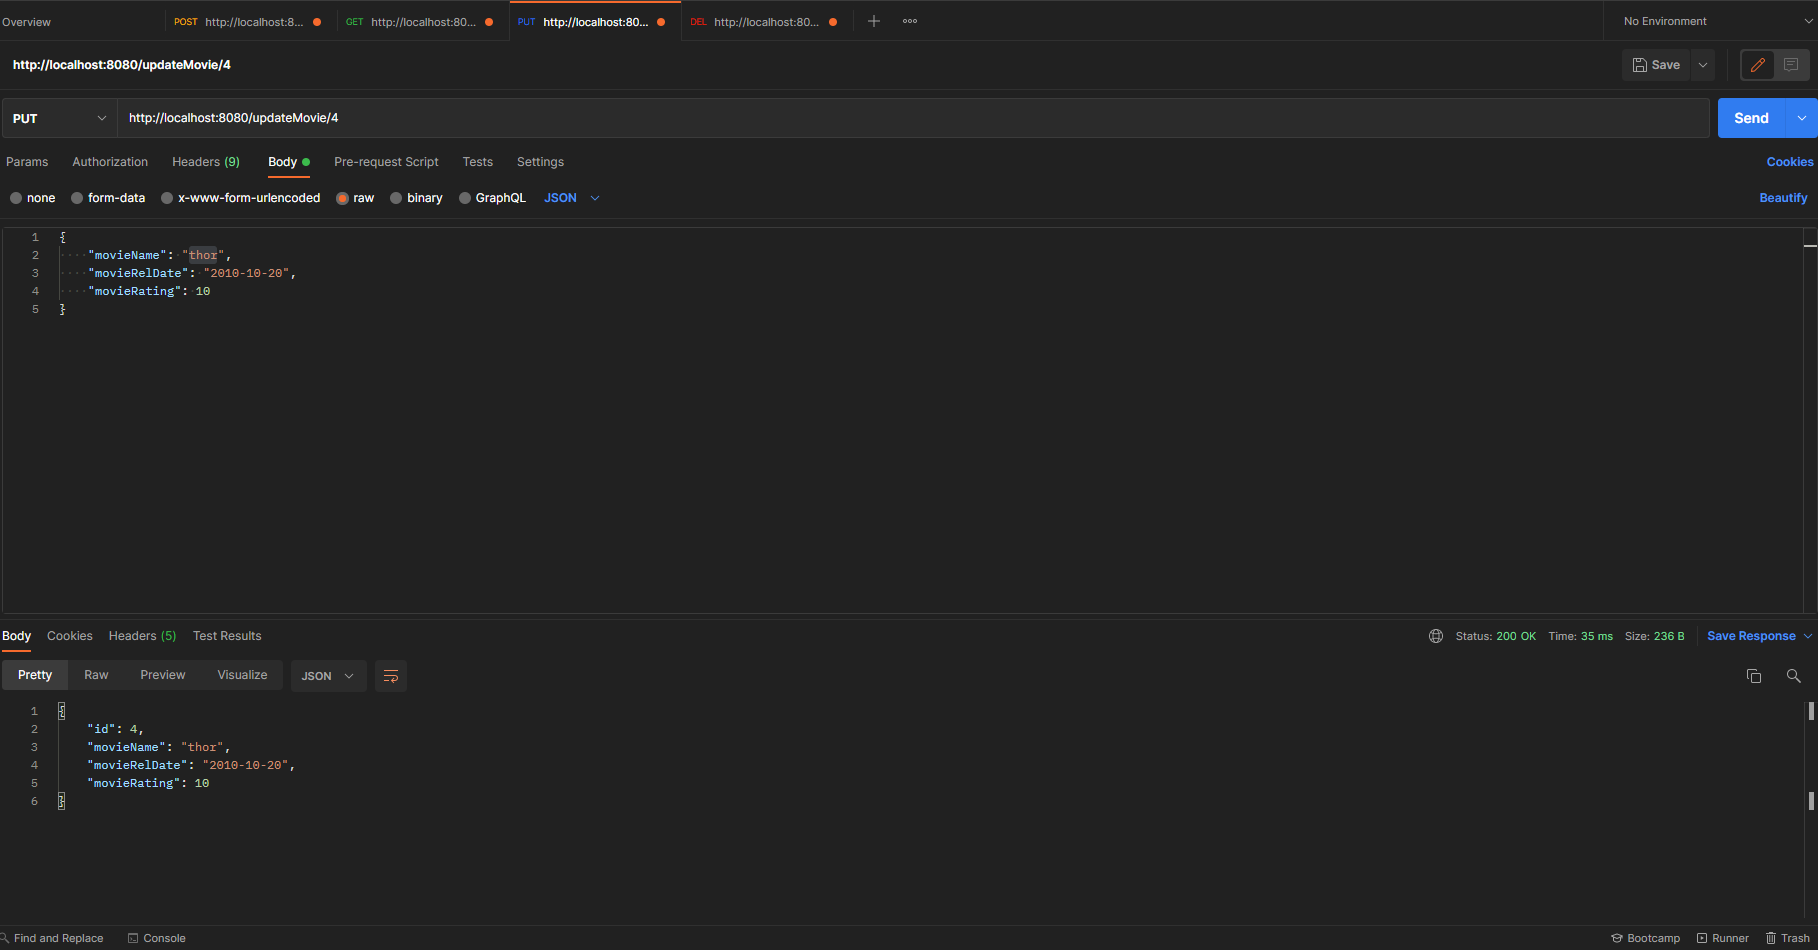 Overview POST http://localhost:8... GET http://localhost:80... PUT http://localhost:80... DEL http://localhost:80... No Environment
http://localhost:8080/updateMovie/4 Save
PUT http://localhost:8080/updateMovie/4 Send
Params Authorization Headers (9) Body Pre-request Script Tests Settings Cookies
none form-data x-www-form-urlencoded raw binary GraphQL JSON Beautify
1 {
2 "movieName": "thor",
3 "movieRelDate": "2010-10-20",
4 "movieRating": 10
5 }
Body Cookies Headers (5) Test Results Status: 200 OK Time: 35 ms Size: 236 B Save Response
Pretty Raw Preview Visualize JSON
1 {
2 "id": 4,
3 "movieName": "thor",
4 "movieRelDate": "2010-10-20",
5 "movieRating": 10
6 }
Find and Replace Console Bootcamp Runner Trash